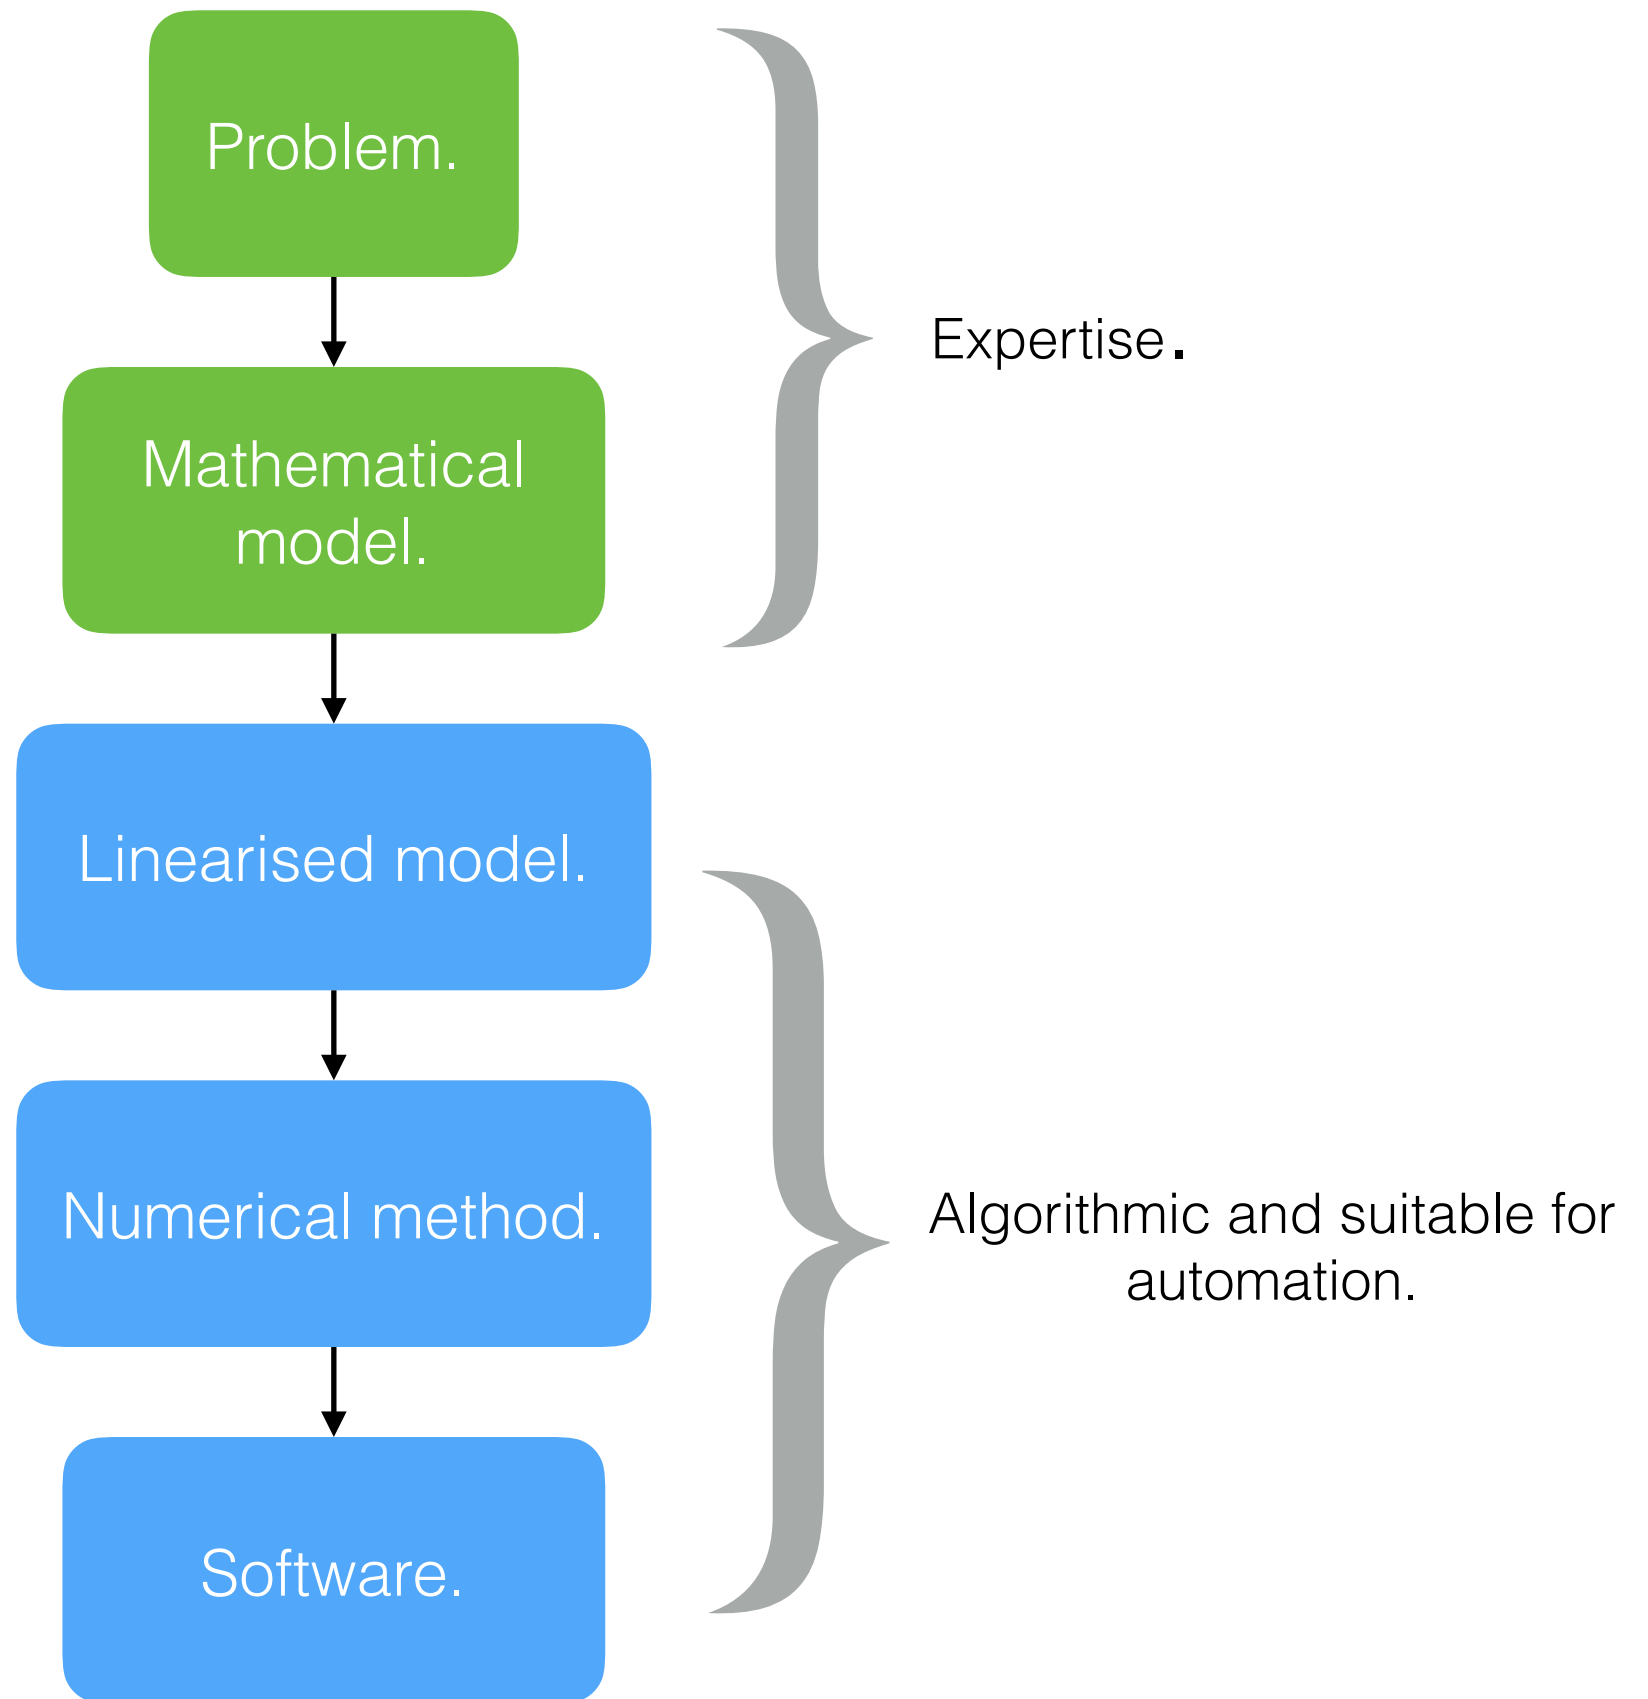 Problem.
Expertise.
Mathematical
model.
Linearised model.
Numerical method.
Algorithmic and suitable for
automation.
Software.